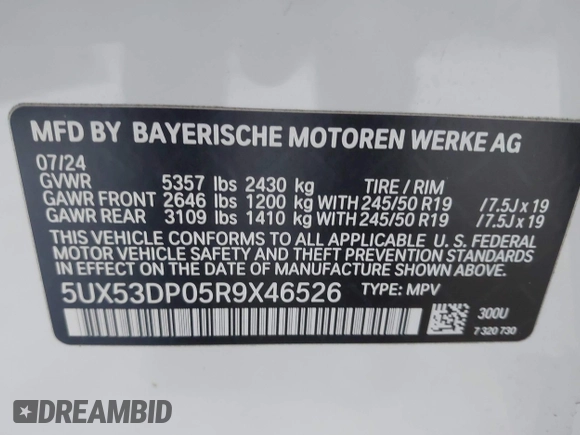 MFD BY BAYERISCHE MOTOREN WERKE AG
07/24
GVWR 5357 lbs 2430 kg TIRE / RIM
GAWR FRONT 2646 lbs 1200 kg WITH 245/50 R19 /7.5J x 19
GAWR REAR 3109 lbs 1410 kg WITH 245/50 R19 /7.5J x 19
THIS VEHICLE CONFORMS TO ALL APPLICABLE U. S. FEDERAL
MOTOR VEHICLE SAFETY AND THEFT PREVENTION STANDARDS
IN EFFECT ON THE DATE OF MANUFACTURE SHOWN ABOVE.
5UX53DP05R9X46526 TYPE: MPV
300U
7 320 730
DREAMBID